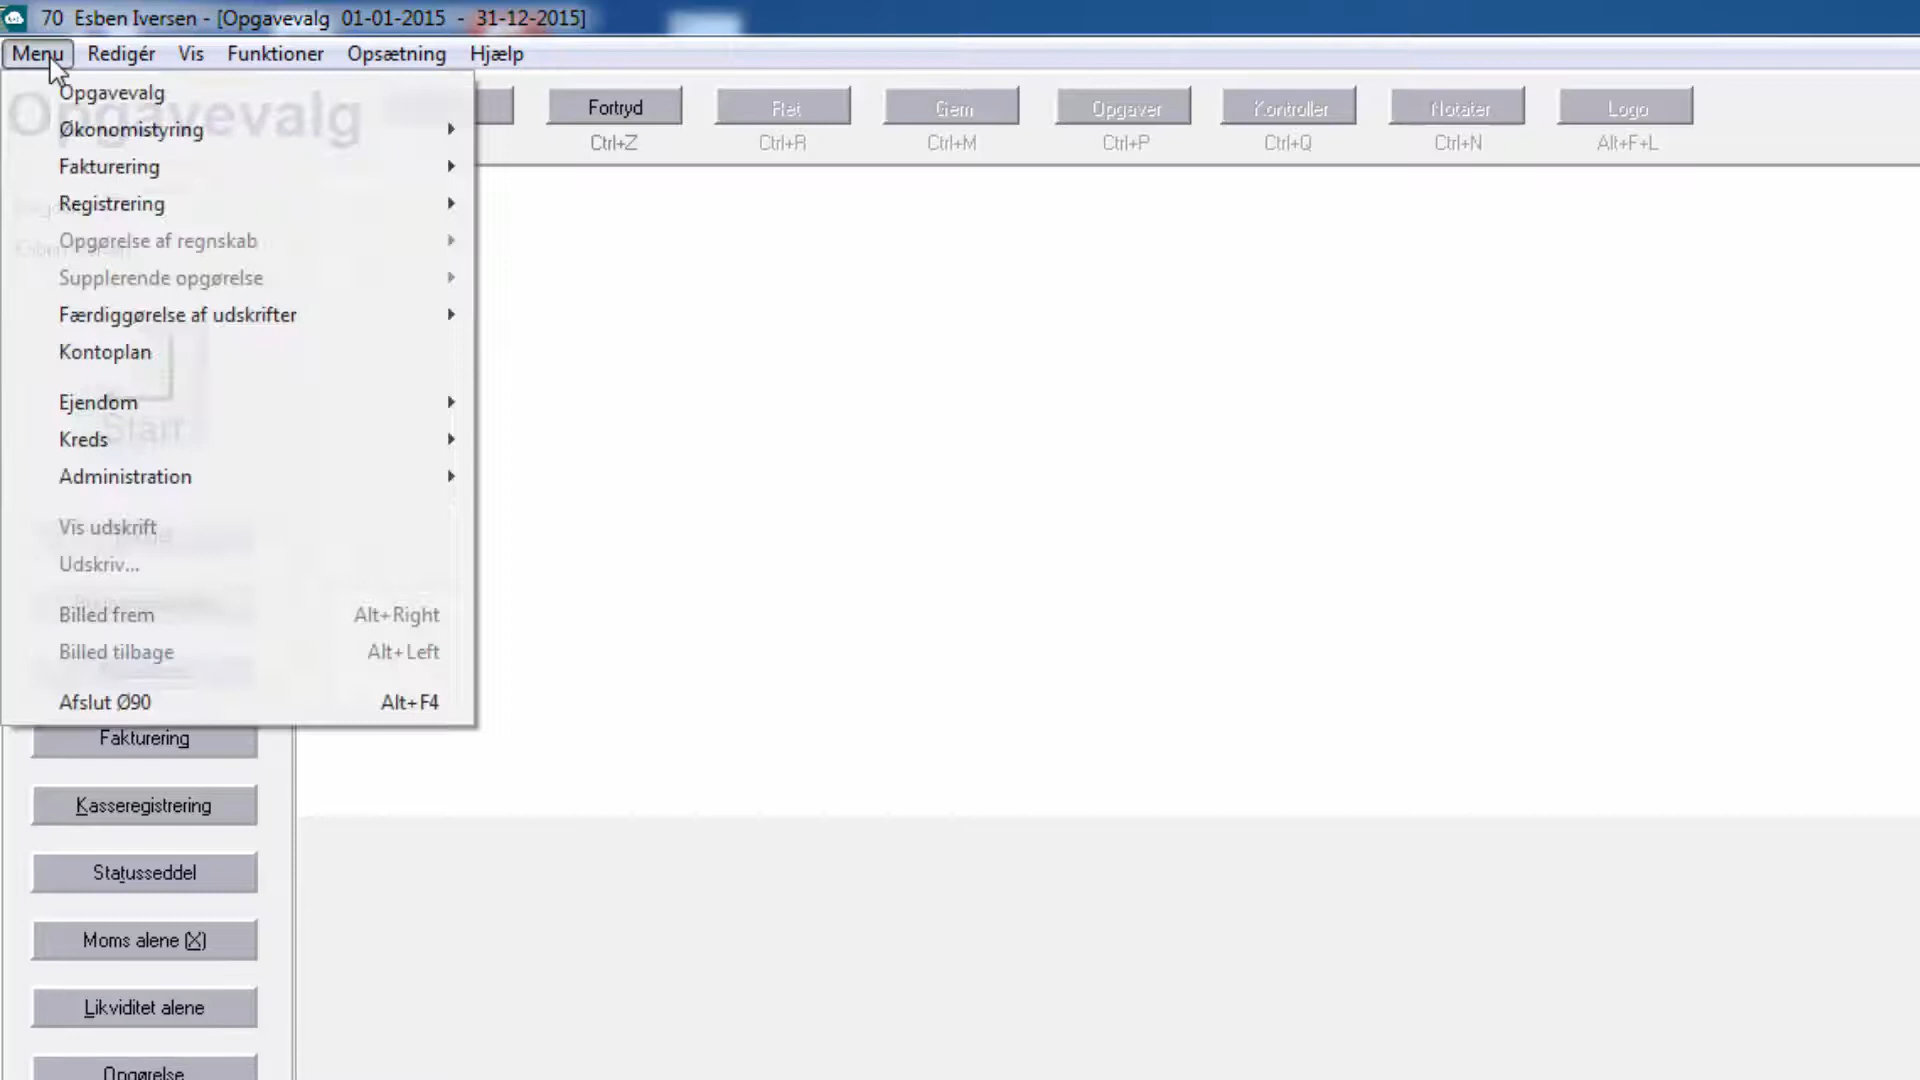 70 Esben Iversen - [Opgavevalg 01-01-2015 - 31-12-2015]
Menu Redigér Vis Funktioner Opsætning Hjælp
Opgavevalg
Fortryd Ret Gem Opgaver Kontroller Notater Logo
Ctrl+Z Ctrl+R Ctrl+M Ctrl+P Ctrl+Q Ctrl+N Alt+F+L
Opgavevalg
Økonomistyring
Fakturering
Registrering
Opgørelse af regnskab
Supplerende opgørelse
Færdiggørelse af udskrifter
Kontoplan
Ejendom
Start
Kreds
Administration
Vis udskrift
Udskriv...
Billed frem Alt+Right
Billed tilbage Alt+Left
Afslut Ø90 Alt+F4
Fakturering
Kasseregistrering
Statusseddel
Moms alene (X)
Likviditet alene
Opgørelse